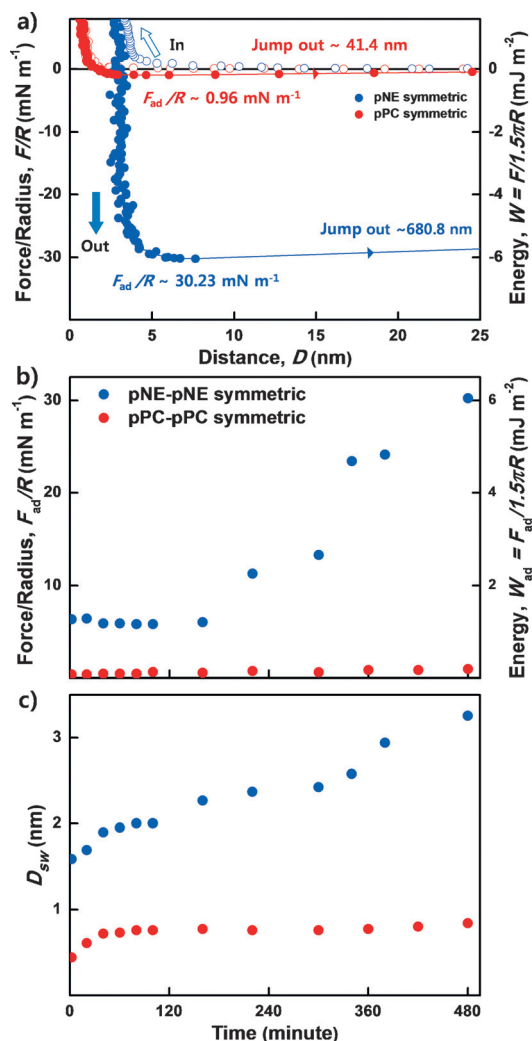 a)
In
Jump out ~ 41.4 nm
F_ad/R ~ 0.96 mN m⁻¹
pNE symmetric
pPC symmetric
Out
Jump out ~680.8 nm
F_ad/R ~ 30.23 mN m⁻¹
Force/Radius, F/R (mN m⁻¹)
0
-10
-20
-30
Energy, W = F/1.5πR (mJ m⁻²)
0
-2
-4
-6
0 5 10 15 20 25
Distance, D (nm)
b)
pNE-pNE symmetric
pPC-pPC symmetric
Force/Radius, F_ad/R (mN m⁻¹)
30
20
10
Energy, W_ad = F_ad/1.5πR (mJ m⁻²)
6
4
2
c)
D_sw (nm)
3
2
1
0 120 240 360 480
Time (minute)